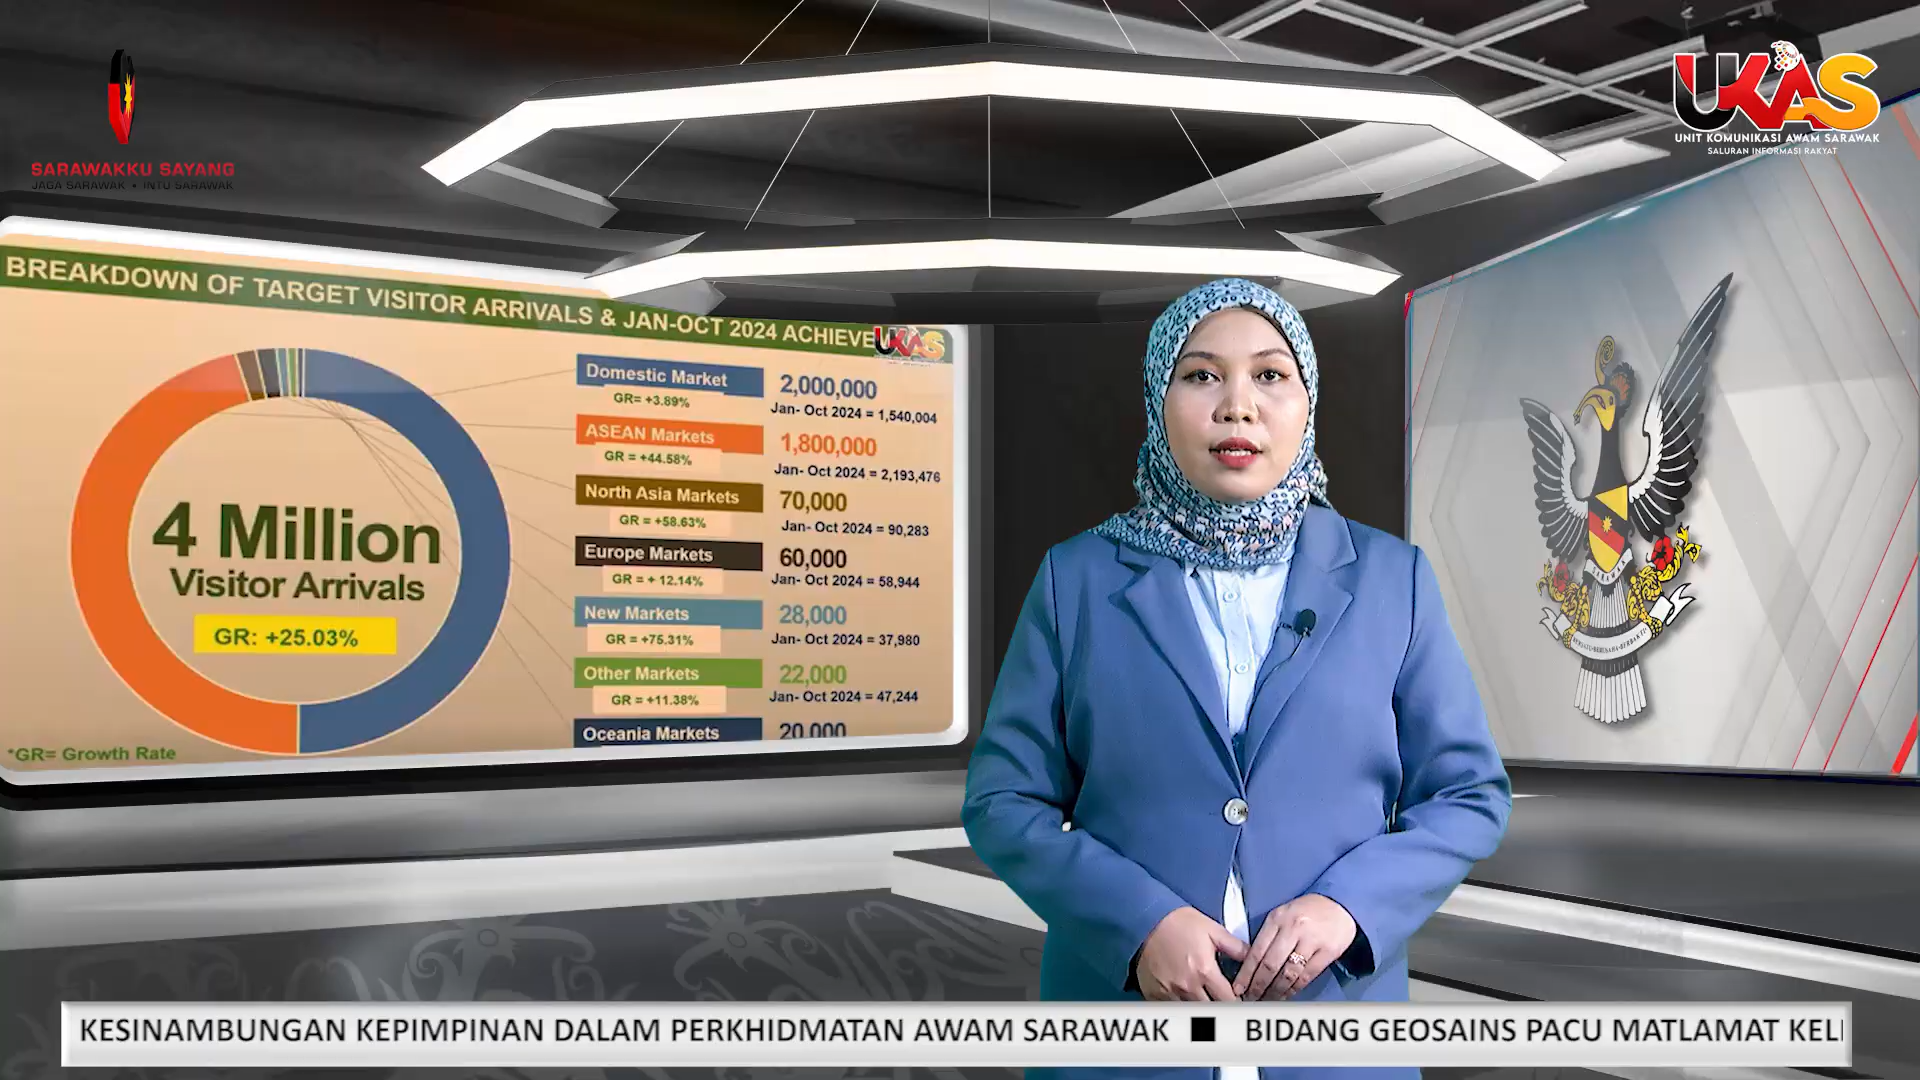 SARAWAKKU SAYANG
JAGA SARAWAK • INTU SARAWAK
UKAS
UNIT KOMUNIKASI AWAM SARAWAK
SALURAN INFORMASI RAKYAT
BREAKDOWN OF TARGET VISITOR ARRIVALS & JAN-OCT 2024 ACHIEVE
UKAS
4 Million
Visitor Arrivals
GR: +25.03%
*GR= Growth Rate
Domestic Market 2,000,000
GR= +3.89% Jan- Oct 2024 = 1,540,004
ASEAN Markets 1,800,000
GR = +44.58% Jan- Oct 2024 = 2,193,476
North Asia Markets 70,000
GR = +58.63% Jan- Oct 2024 = 90,283
Europe Markets 60,000
GR = + 12.14% Jan- Oct 2024 = 58,944
New Markets 28,000
GR = +75.31% Jan- Oct 2024 = 37,980
Other Markets 22,000
GR = +11.38% Jan- Oct 2024 = 47,244
Oceania Markets 20,000
SARAWAK
BERSATU·BERUSAHA·BERBAKTI
KESINAMBUNGAN KEPIMPINAN DALAM PERKHIDMATAN AWAM SARAWAK ■ BIDANG GEOSAINS PACU MATLAMAT KEL